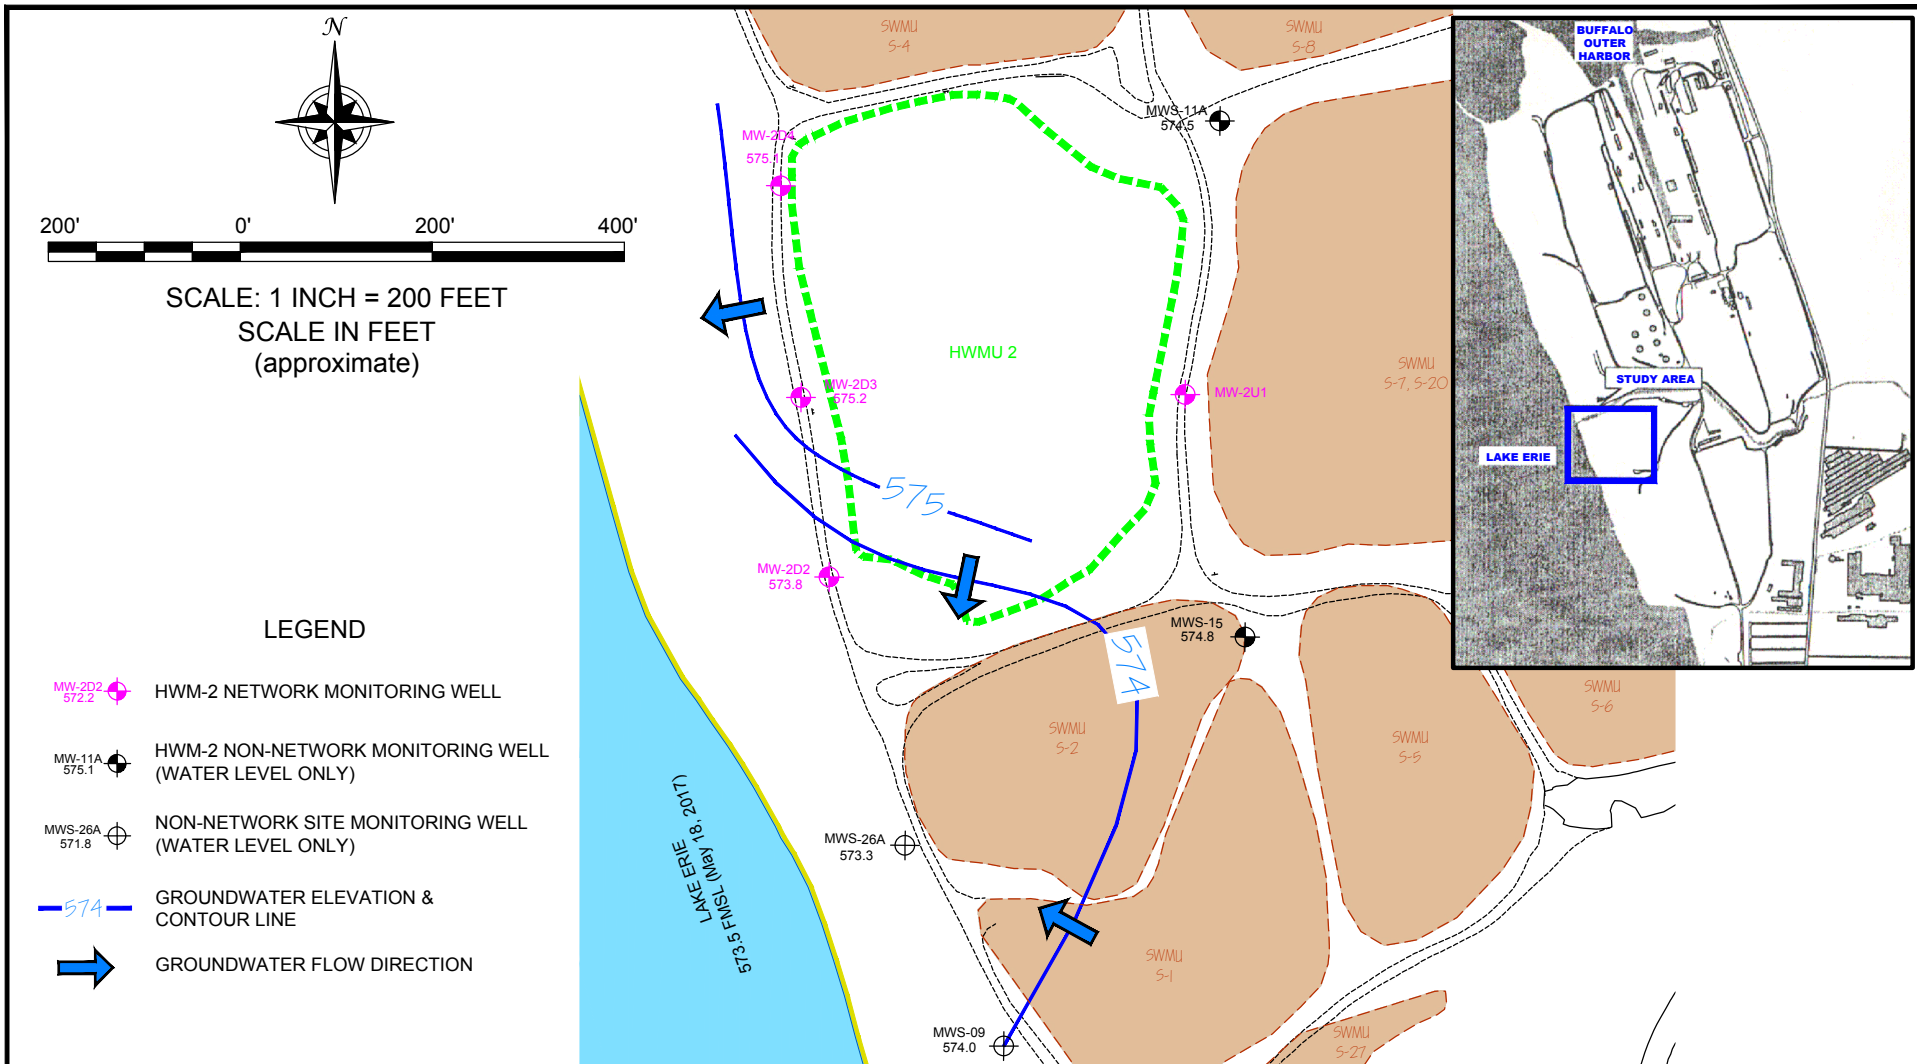 N
200'
0'
200'
400'
SCALE: 1 INCH = 200 FEET
SCALE IN FEET
(approximate)
LEGEND
MW-2D2
572.2
HWM-2 NETWORK MONITORING WELL
MW-11A
575.1
HWM-2 NON-NETWORK MONITORING WELL
(WATER LEVEL ONLY)
MWS-26A
571.8
NON-NETWORK SITE MONITORING WELL
(WATER LEVEL ONLY)
574
GROUNDWATER ELEVATION &
CONTOUR LINE
GROUNDWATER FLOW DIRECTION
SWMU
S-4
SWMU
S-8
MW-2D4
575.1
MWS-11A
574.5
HWMU 2
MW-2D3
575.2
MW-2U1
SWMU
S-7, S-20
575
MW-2D2
573.8
MWS-15
574.8
574
SWMU
S-2
SWMU
S-5
SWMU
S-6
MWS-26A
573.3
LAKE ERIE
573.5 FMSL (May 18, 2017)
SWMU
S-1
MWS-09
574.0
SWMU
S-27
BUFFALO
OUTER
HARBOR
STUDY AREA
LAKE ERIE